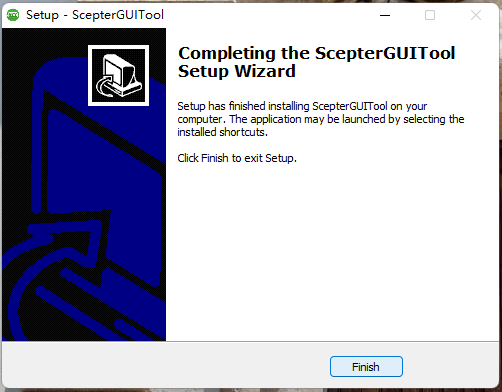 Setup - ScepterGUITool
Completing the ScepterGUITool
Setup Wizard
Setup has finished installing ScepterGUITool on your
computer. The application may be launched by selecting the
installed shortcuts.
Click Finish to exit Setup.
Finish